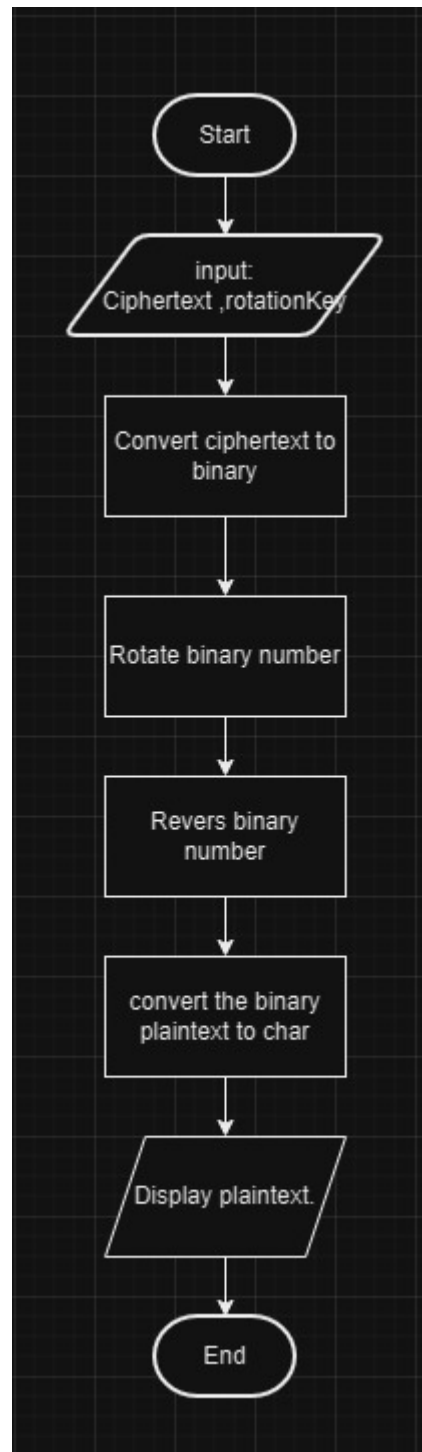 Start
input:
Ciphertext ,rotationKey
Convert ciphertext to
binary
Rotate binary number
Revers binary
number
convert the binary
plaintext to char
Display plaintext.
End